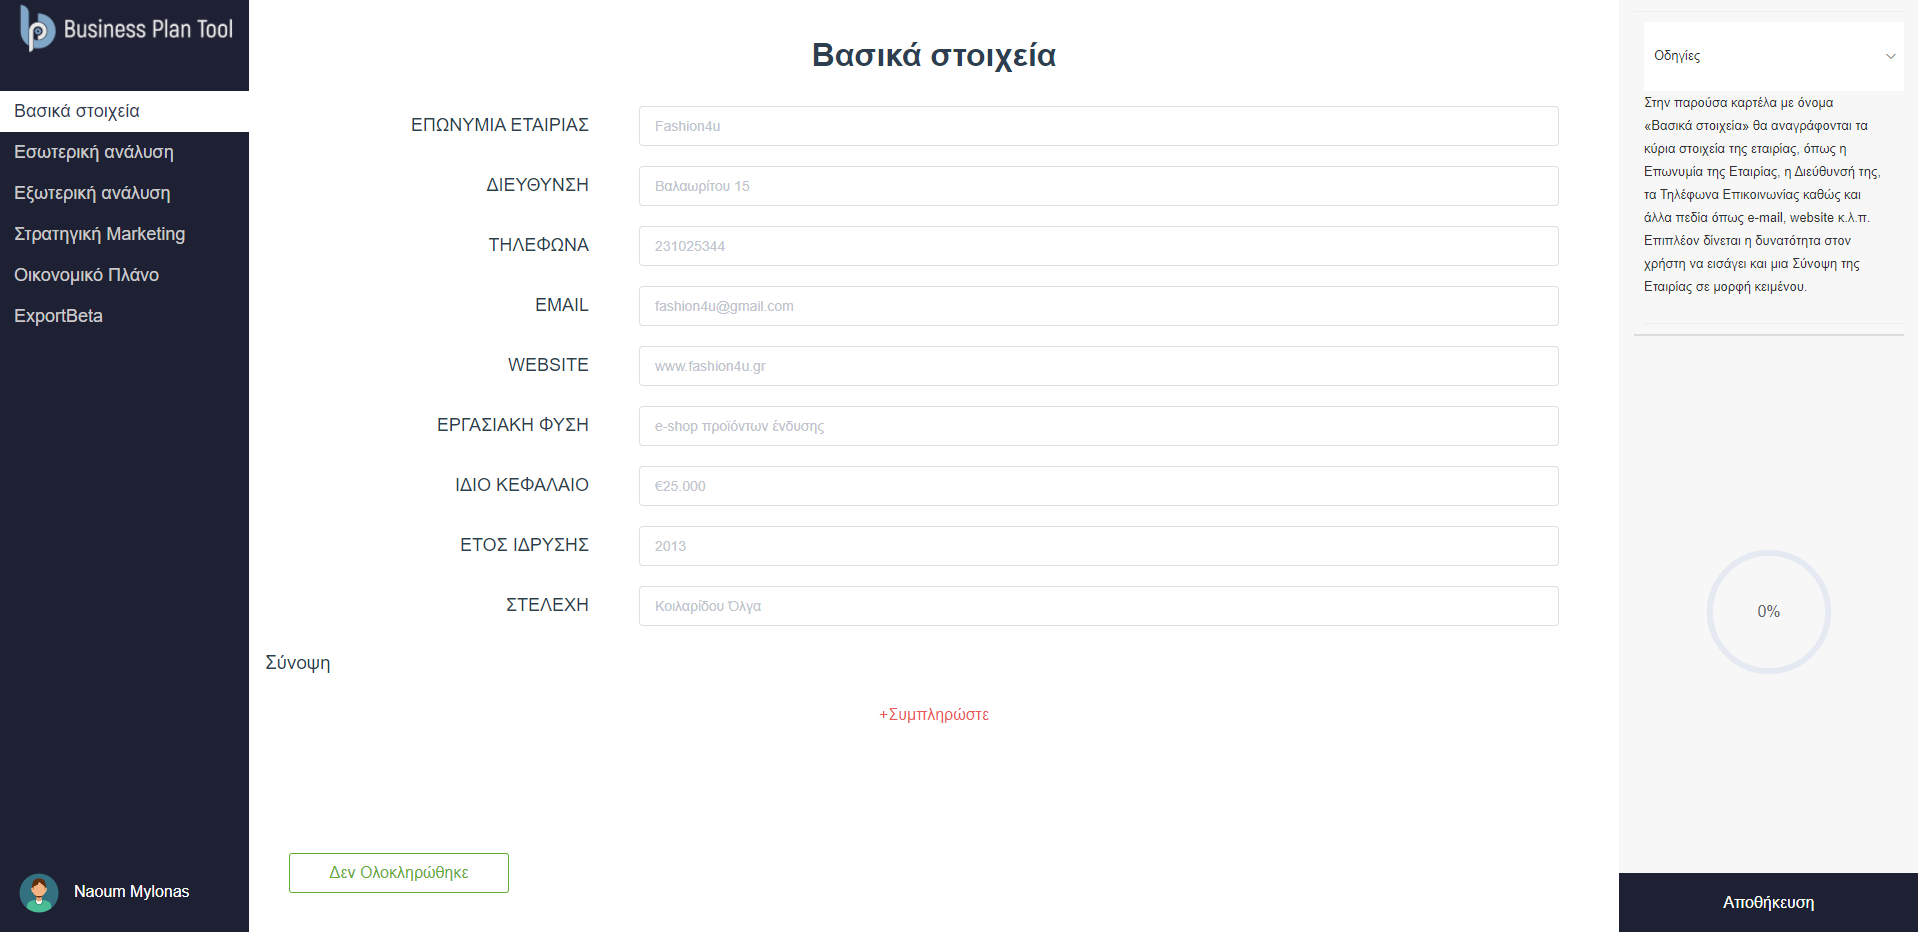 Business Plan Tool
Βασικά στοιχεία
Εσωτερική ανάλυση
Εξωτερική ανάλυση
Στρατηγική Marketing
Οικονομικό Πλάνο
ExportBeta
Naoum Mylonas
Βασικά στοιχεία
ΕΠΩΝΥΜΙΑ ΕΤΑΙΡΙΑΣ
Fashion4u
ΔΙΕΥΘΥΝΣΗ
Βαλαωρίτου 15
ΤΗΛΕΦΩΝΑ
231025344
EMAIL
fashion4u@gmail.com
WEBSITE
www.fashion4u.gr
ΕΡΓΑΣΙΑΚΗ ΦΥΣΗ
e-shop προϊόντων ένδυσης
ΙΔΙΟ ΚΕΦΑΛΑΙΟ
€25.000
ΕΤΟΣ ΙΔΡΥΣΗΣ
2013
ΣΤΕΛΕΧΗ
Κοιλαρίδου Όλγα
Σύνοψη
+Συμπληρώστε
Δεν Ολοκληρώθηκε
Οδηγίες
Στην παρούσα καρτέλα με όνομα
«Βασικά στοιχεία» θα αναγράφονται τα
κύρια στοιχεία της εταιρίας, όπως η
Επωνυμία της Εταιρίας, η Διεύθυνσή της,
τα Τηλέφωνα Επικοινωνίας καθώς και
άλλα πεδία όπως e-mail, website κ.λ.π.
Επιπλέον δίνεται η δυνατότητα στον
χρήστη να εισάγει και μια Σύνοψη της
Εταιρίας σε μορφή κειμένου.
0%
Αποθήκευση